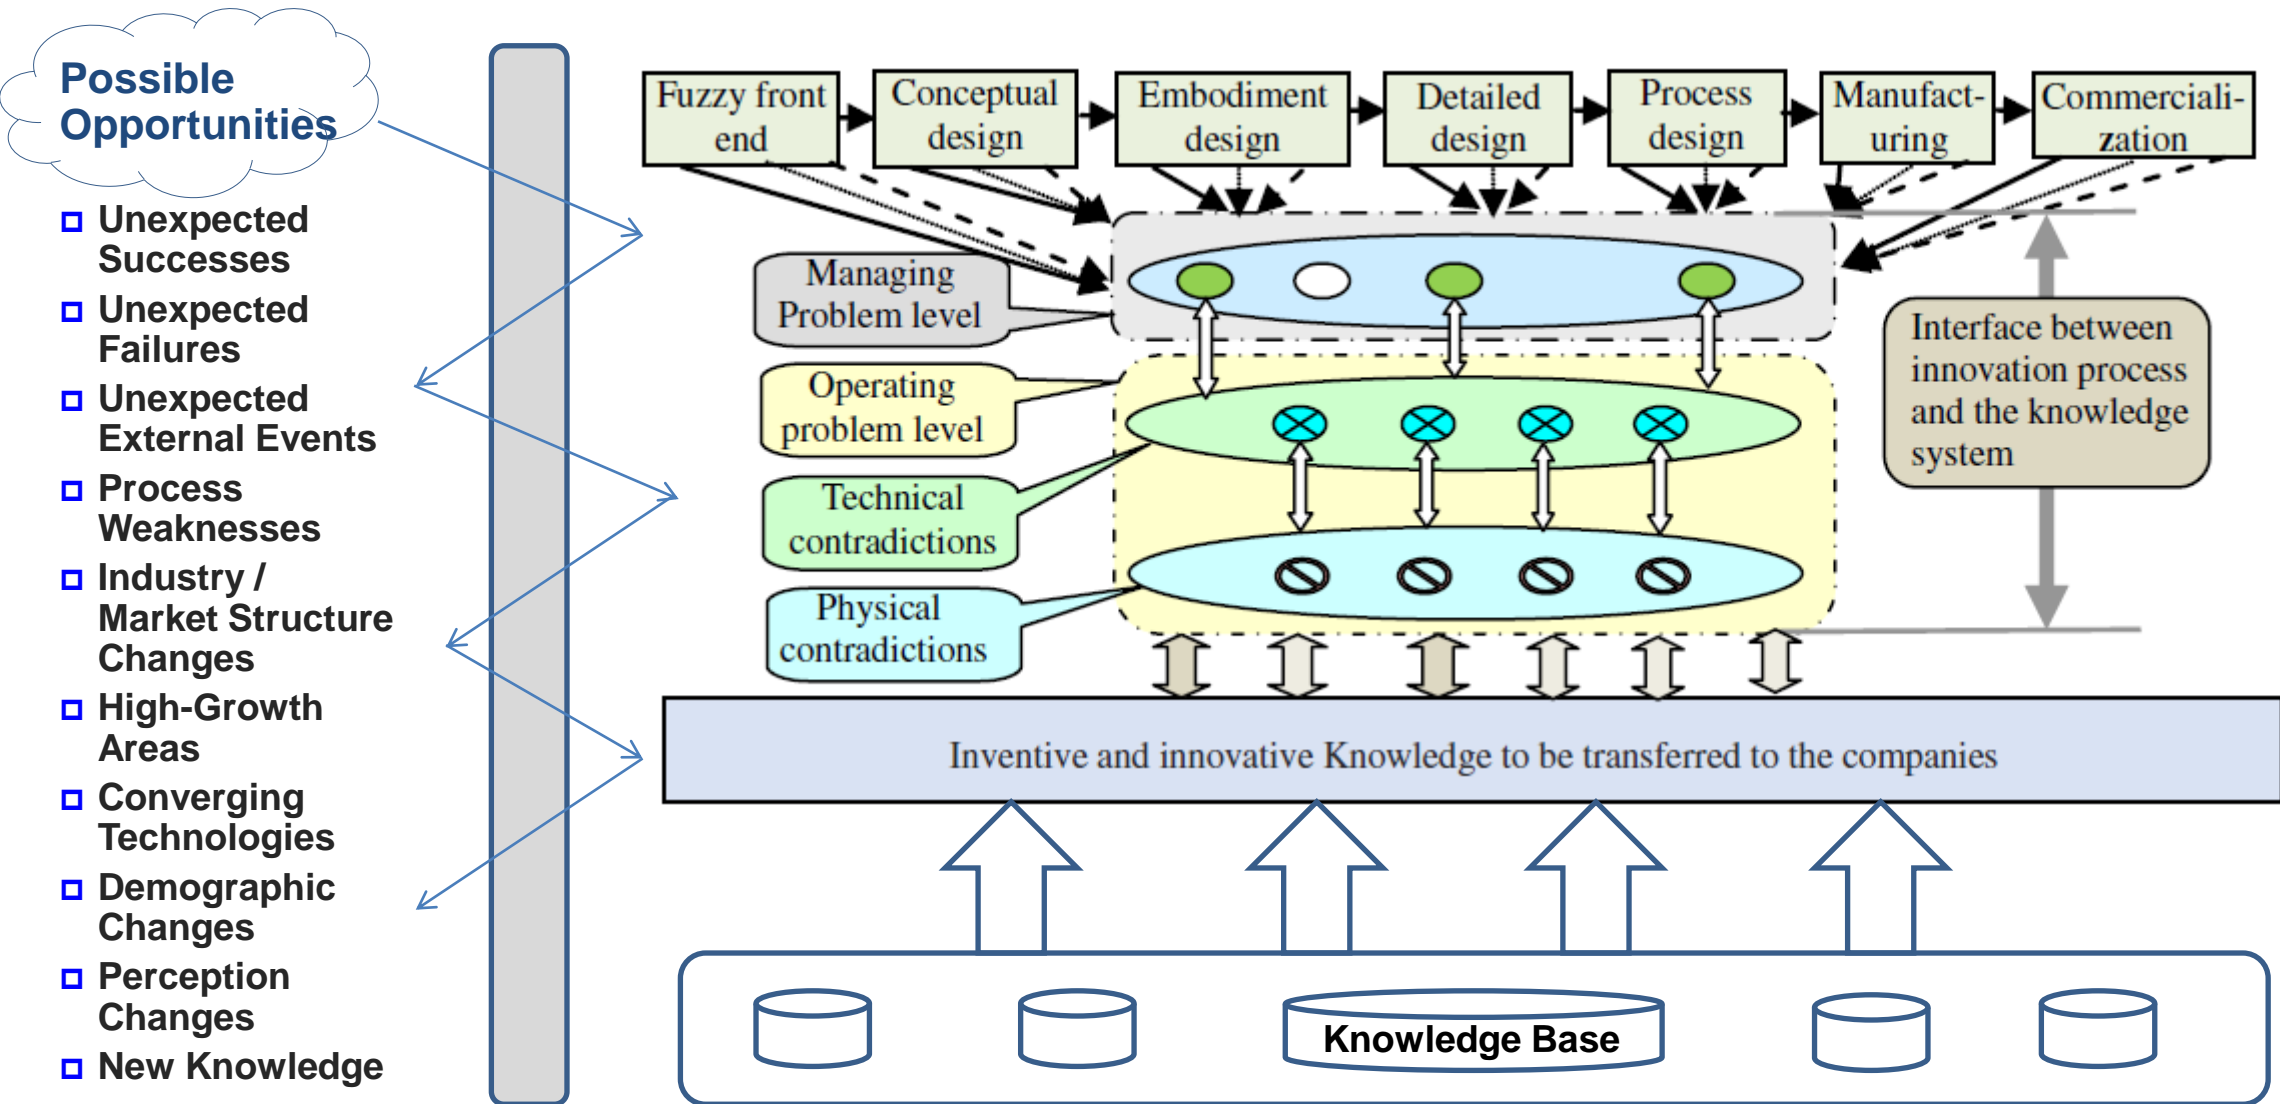 Possible
Opportunities
Unexpected
Successes
Unexpected
Failures
Unexpected
External Events
Process
Weaknesses
Industry /
Market Structure
Changes
High-Growth
Areas
Converging
Technologies
Demographic
Changes
Perception
Changes
New Knowledge
Fuzzy front
end
Conceptual
design
Embodiment
design
Detailed
design
Process
design
Manufact-
uring
Commerciali-
zation
Managing
Problem level
Operating
problem level
Technical
contradictions
Physical
contradictions
Interface between
innovation process
and the knowledge
system
Inventive and innovative Knowledge to be transferred to the companies
Knowledge Base